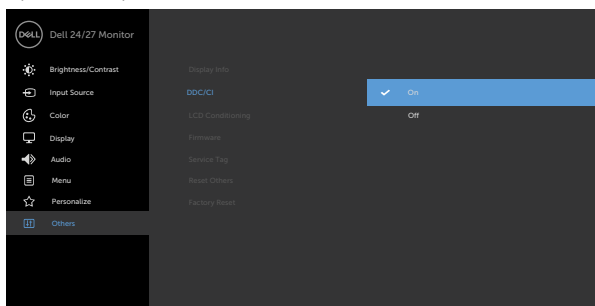 DELL
Dell 24/27 Monitor
Brightness/Contrast
Input Source
Color
Display
Audio
Menu
Personalize
Others
Display Info
DDC/CI
LCD Conditioning
Firmware
Service Tag
Reset Others
Factory Reset
On
Off